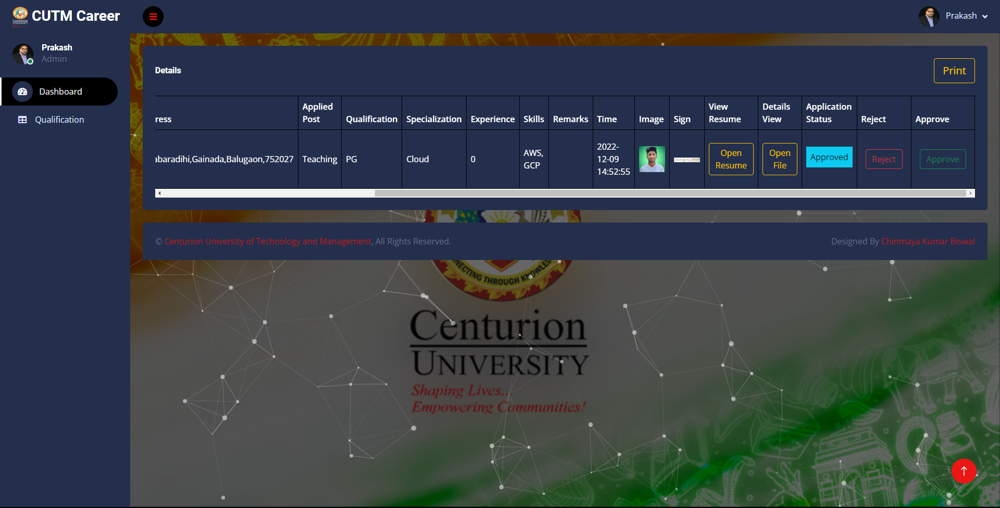 CUTM Career
Prakash
Prakash
Admin
Dashboard
Qualification
Details
Print
ress
Applied Post
Qualification
Specialization
Experience
Skills
Remarks
Time
Image
Sign
View Resume
Details View
Application Status
Reject
Approve
abaradihi,Gainada,Balugaon,752027
Teaching
PG
Cloud
0
AWS,
GCP
2022-
12-09
14:52:55
Open
Resume
Open
File
Approved
Reject
Approve
© Centurion University of Technology and Management, All Rights Reserved.
Designed By Chinmaya Kumar Biswal
CONNECTING THROUGH KNOWLEDGE
Centurion
UNIVERSITY
Shaping Lives...
Empowering Communities!